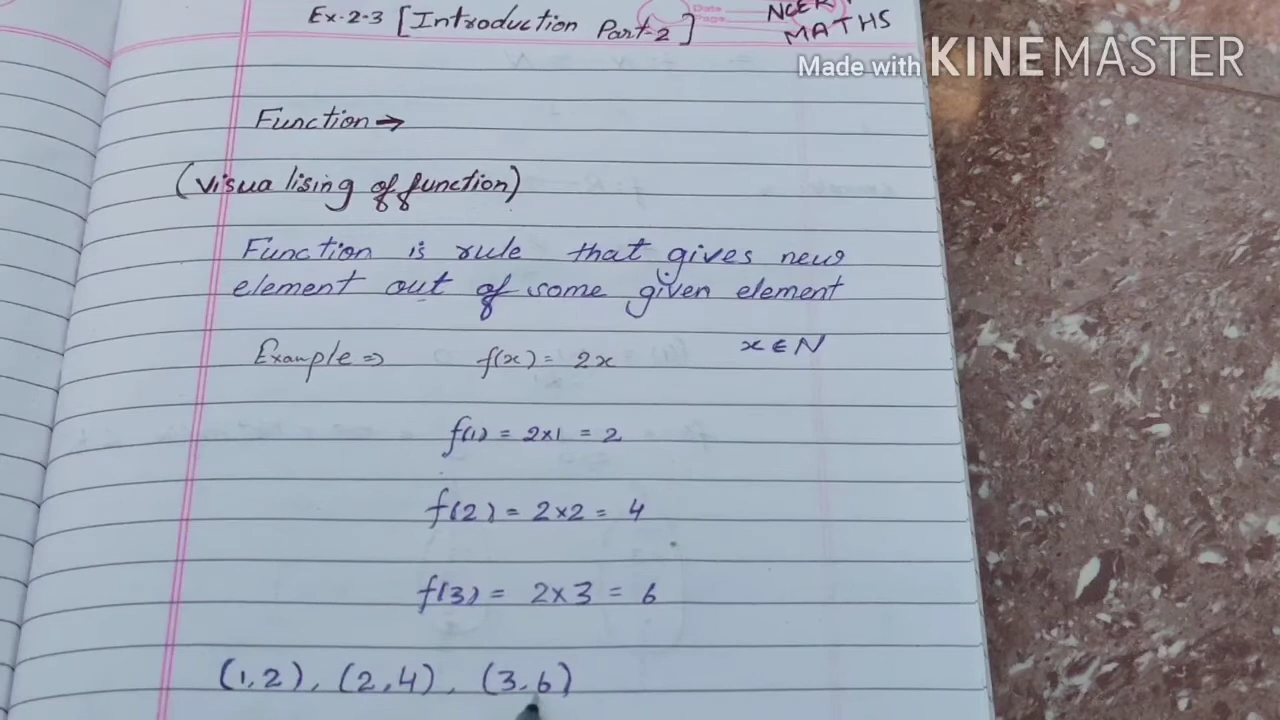 Ex-2-3 [Introduction Part-2]
Date
Page
MATHS
Made with KINEMASTER
Function →
(Visualising of function)
Function is rule that gives new
element out of some given element
Example ⇒ f(x) = 2x x ∈ N
f(1) = 2×1 = 2
f(2) = 2×2 = 4
f(3) = 2×3 = 6
(1,2), (2,4), (3,6)